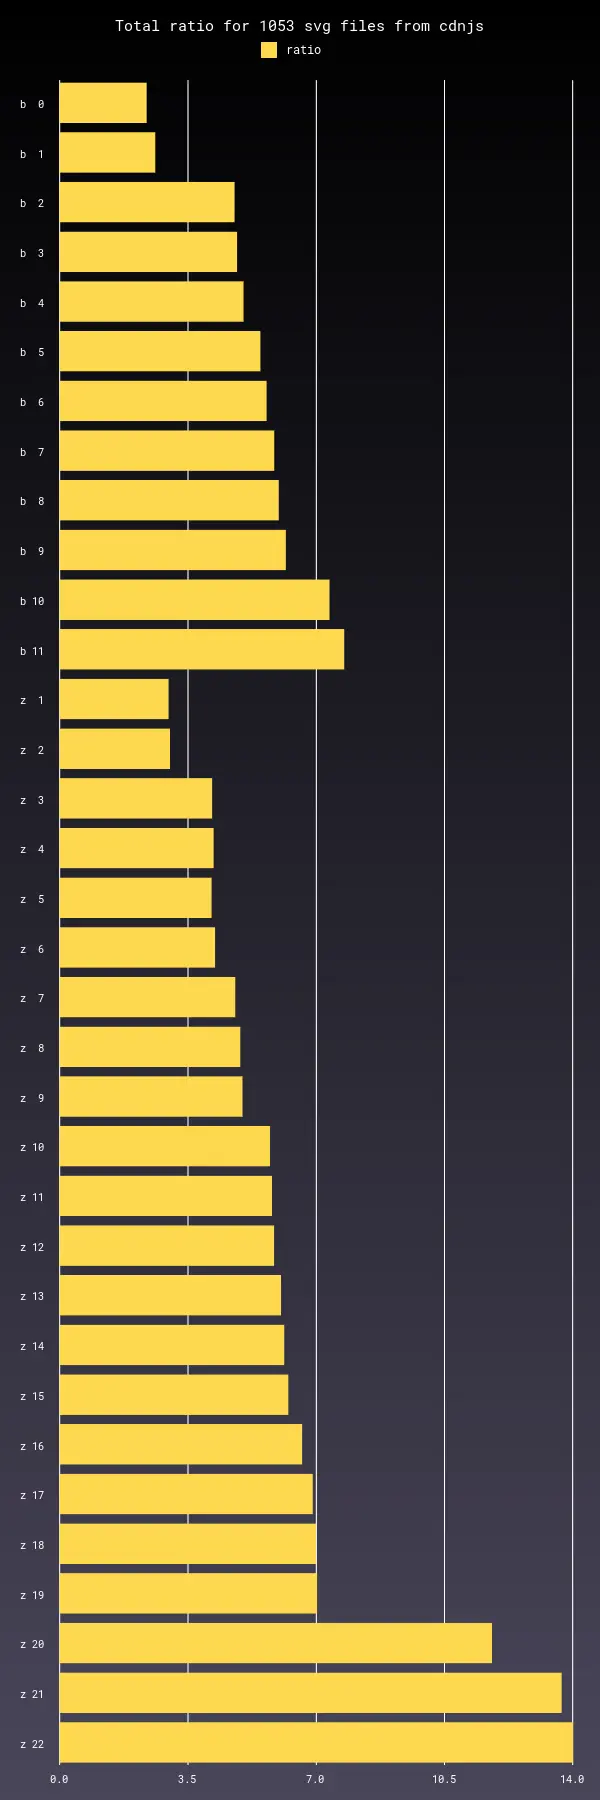 Total ratio for 1053 svg files from cdnjs
ratio
b 0
b 1
b 2
b 3
b 4
b 5
b 6
b 7
b 8
b 9
b 10
b 11
z 1
z 2
z 3
z 4
z 5
z 6
z 7
z 8
z 9
z 10
z 11
z 12
z 13
z 14
z 15
z 16
z 17
z 18
z 19
z 20
z 21
z 22
0.0 3.5 7.0 10.5 14.0